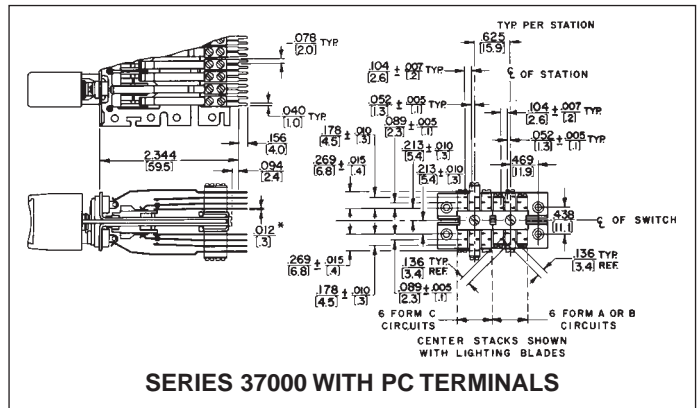 TYP PER STATION
.625
[15.9]
.078 TYP.
[2.0]
.104 ± .007 TYP.
[2.6] [.2]
℄ OF STATION
.052 ± .005 TYP.
[1.3] [.1]
.104 ± .007
[2.6] [.2]
.040 TYP.
[1.0]
.089 ± .005
[2.3] [.1]
.178 ± .010
[4.5] [.3]
.052 ± .005
[1.3] [.1]
.156
[4.0]
.213 ± .010
[5.4] [.3]
2.344
[59.5]
.094
[2.4]
.269 ± .015
[6.8] [.4]
.213 ± .010
[5.4] [.3]
.469
[11.9]
.438
[11.1]
℄ OF SWITCH
.012 *
[.3]
.269 ± .015
[6.8] [.4]
.136 TYP.
[3.4] REF.
.136 TYP.
[3.4] REF.
.178 ± .010
[4.5] [.3]
.089 ± .005
[2.3] [.1]
6 FORM C
CIRCUITS
6 FORM A OR B
CIRCUITS
CENTER STACKS SHOWN
WITH LIGHTING BLADES
SERIES 37000 WITH PC TERMINALS